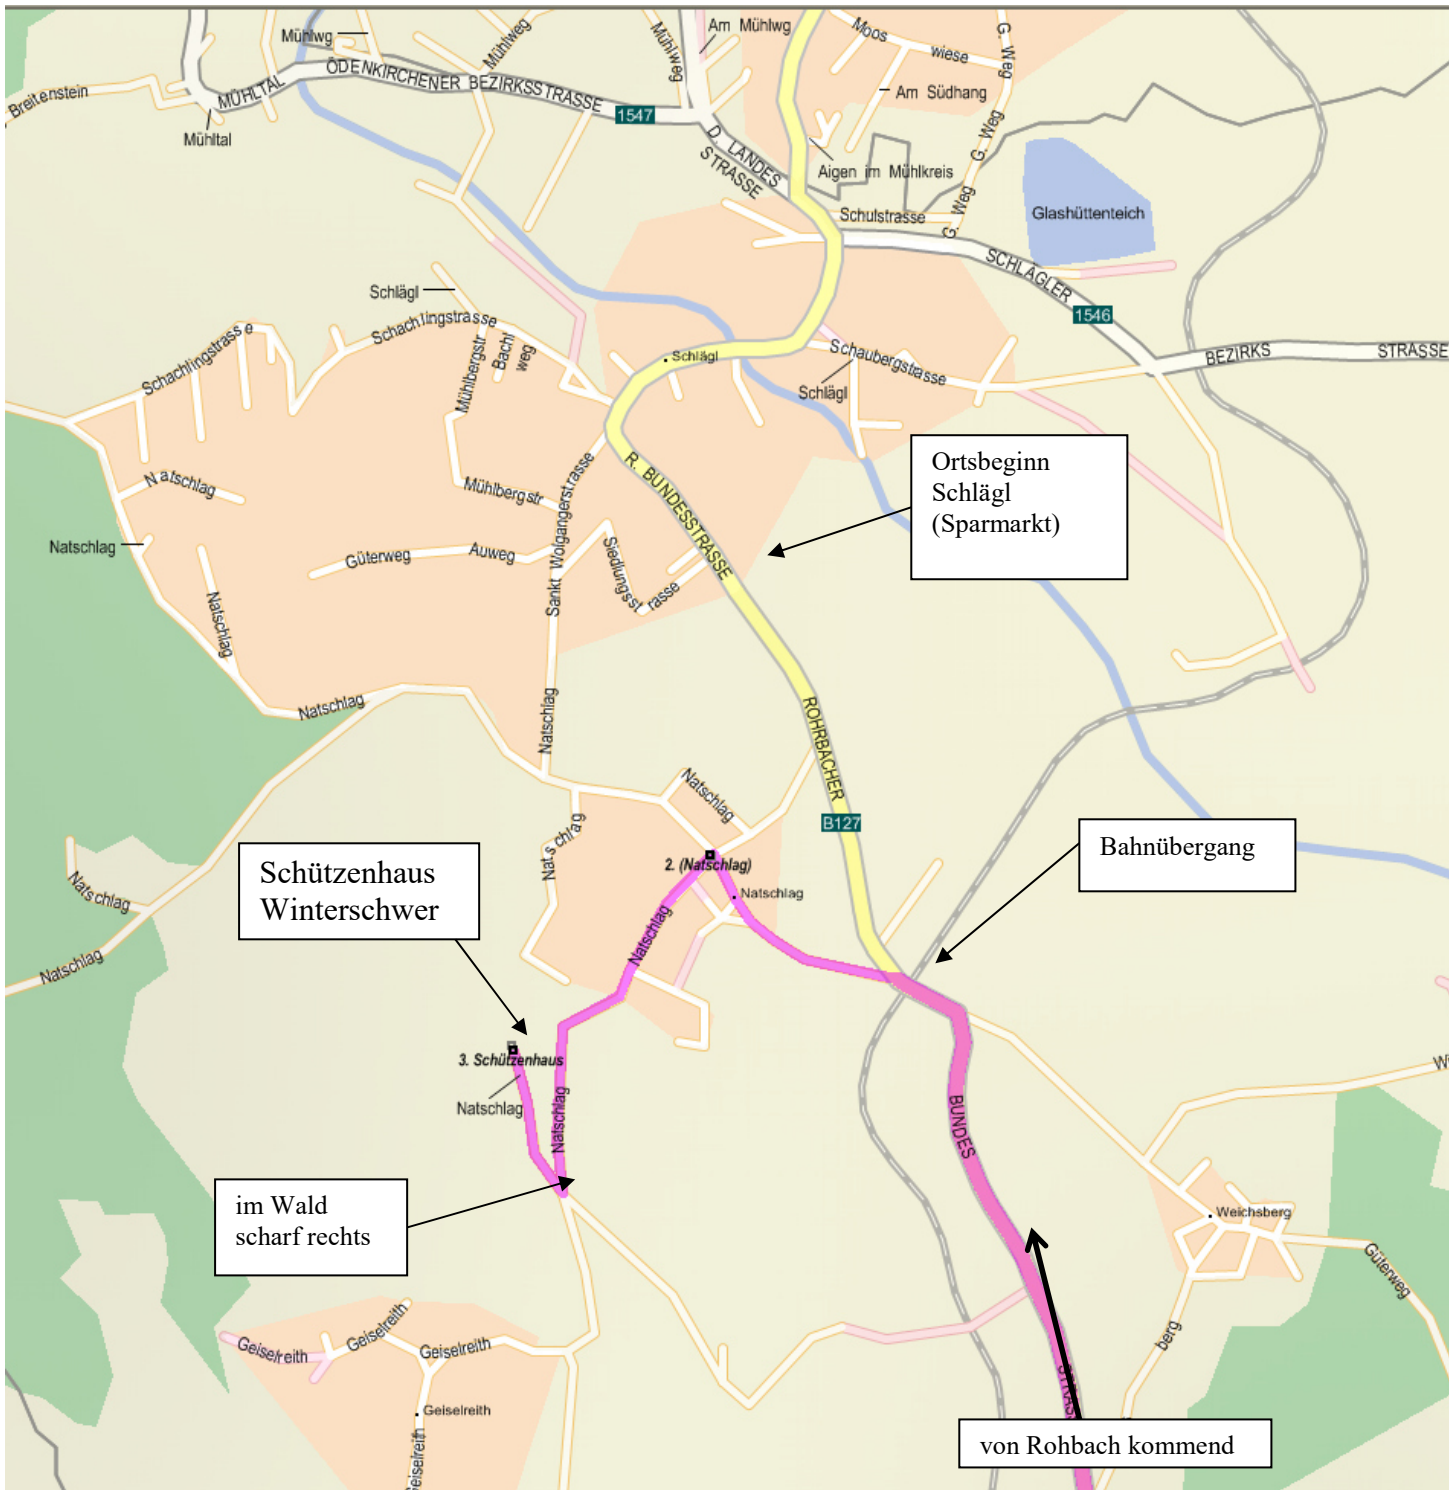 Mühlwg
Mühlweg
Mühlweg
Am Mühlwg
Moos
wiese
G. Weg
Breitenstein
MÜHLTAL
ÖDENKIRCHENER BEZIRKSSTRASSE
1547
Am Südhang
Mühltal
D. LANDES
STRASSE
G. Weg
Aigen im Mühlkreis
G. Weg
Schulstrasse
Glashüttenteich
SCHLÄGLER
Schlägl
1546
Schachlingstrasse
Schachlingstrasse
Mühlbergstr
Bachl
weg
Schlägl
Schaubergstrasse
Schlägl
BEZIRKS
STRASSE
Ortsbeginn
Schlägl
(Sparmarkt)
R. BUNDESSTRASSE
Natschlag
Mühlbergstr
Sankt Wolgangerstrasse
Natschlag
Güterweg
Auweg
Siedlungsstrasse
Natschlag
Natschlag
Natschlag
ROHRBACHER
Natschlag
B127
Bahnübergang
Natschlag
2. (Natschlag)
Natschlag
Schützenhaus
Winterschwer
Natschlag
Natschlag
Natschlag
3. Schützenhaus
Natschlag
Natschlag
BUNDES
W
im Wald
scharf rechts
Weichsberg
Güterweg
berg
Geiselreith
Geiselreith
Geiselreith
Geiselreith
Geiselreith
STRASS
von Rohbach kommend